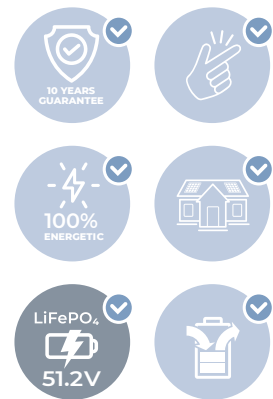 10 YEARS
GUARANTEE
100%
ENERGETIC
LiFePO₄
51.2V